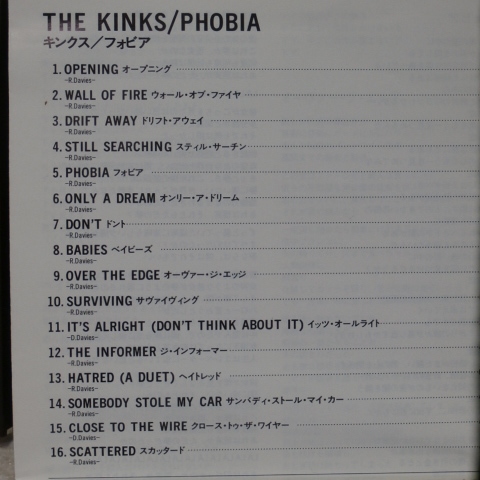 THE KINKS/PHOBIA
キンクス／フォビア
1. OPENING オープニング
-R.Davies-
2. WALL OF FIRE ウォール・オブ・ファイヤ
-R.Davies-
3. DRIFT AWAY ドリフト・アウェイ
-R.Davies-
4. STILL SEARCHING スティル・サーチン
-R.Davies-
5. PHOBIA フォビア
-R.Davies-
6. ONLY A DREAM オンリー・ア・ドリーム
-R.Davies-
7. DON'T ドント
-R.Davies-
8. BABIES ベイビーズ
-R.Davies-
9. OVER THE EDGE オーヴァー・ジ・エッジ
-R.Davies-
10. SURVIVING サヴァイヴィング
-R.Davies-
11. IT'S ALRIGHT (DON'T THINK ABOUT IT) イッツ・オールライト
-D.Davies-
12. THE INFORMER ジ・インフォーマー
-R.Davies-
13. HATRED (A DUET) ヘイトレッド
-R.Davies-
14. SOMEBODY STOLE MY CAR サンバディ・ストール・マイ・カー
-R.Davies-
15. CLOSE TO THE WIRE クロース・トゥ・ザ・ワイヤー
-D.Davies-
16. SCATTERED スカッタード
-R.Davies-